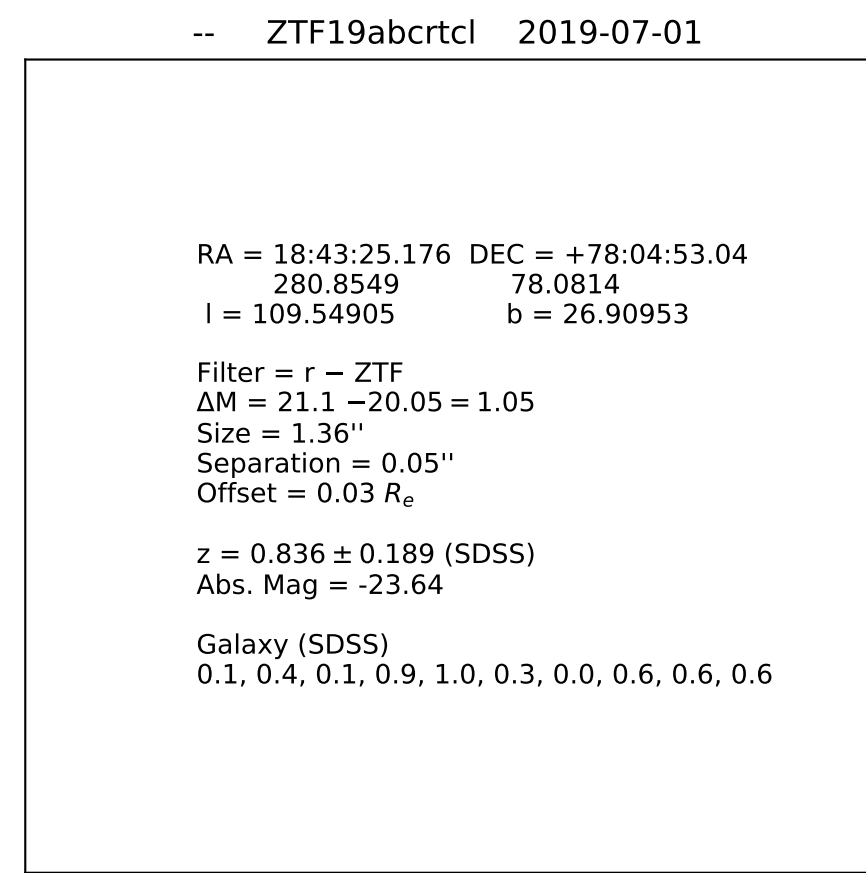 -- ZTF19abcrtcl 2019-07-01
RA = 18:43:25.176 DEC = +78:04:53.04
280.8549 78.0814
l = 109.54905 b = 26.90953
Filter = r − ZTF
ΔM = 21.1 −20.05 = 1.05
Size = 1.36''
Separation = 0.05''
Offset = 0.03 Rₑ
z = 0.836 ± 0.189 (SDSS)
Abs. Mag = -23.64
Galaxy (SDSS)
0.1, 0.4, 0.1, 0.9, 1.0, 0.3, 0.0, 0.6, 0.6, 0.6